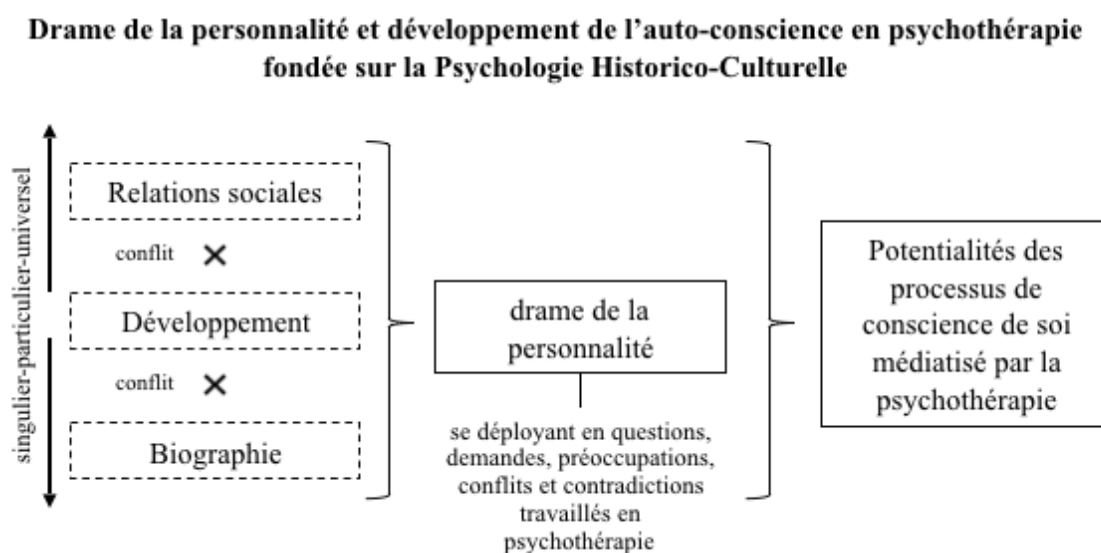 Drame de la personnalité et développement de l'auto-conscience en psychothérapie
fondée sur la Psychologie Historico-Culturelle
singulier-particulier-universel
Relations sociales
conflit
Développement
conflit
Biographie
drame de la
personnalité
se déployant en questions,
demandes, préoccupations,
conflits et contradictions
travaillés en
psychothérapie
Potentialités des
processus de
conscience de soi
médiatisé par la
psychothérapie